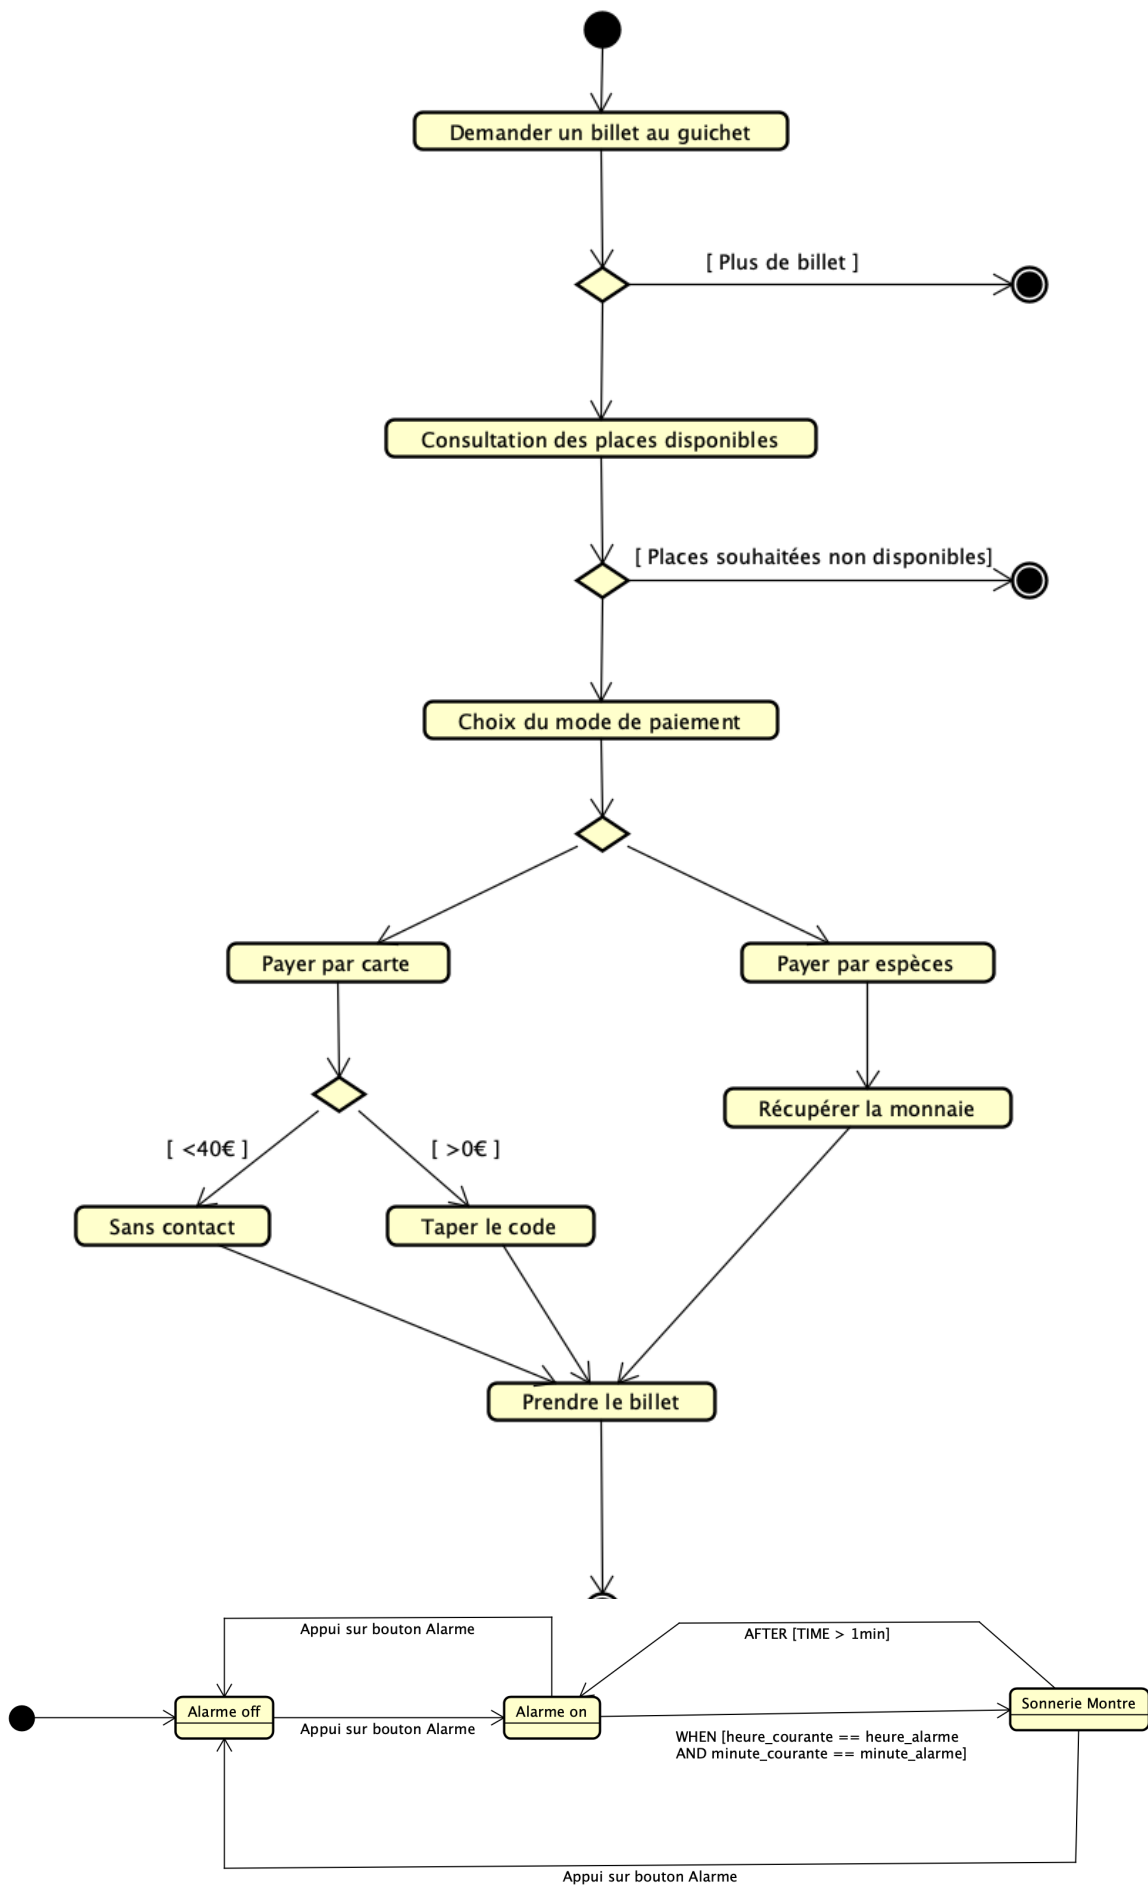 Demander un billet au guichet
[ Plus de billet ]
Consultation des places disponibles
[ Places souhaitées non disponibles]
Choix du mode de paiement
Payer par carte
Payer par espèces
Récupérer la monnaie
[ <40€ ]
[ >0€ ]
Sans contact
Taper le code
Prendre le billet
Appui sur bouton Alarme
AFTER [TIME > 1min]
Alarme off
Appui sur bouton Alarme
Alarme on
Sonnerie Montre
WHEN [heure_courante == heure_alarme
AND minute_courante == minute_alarme]
Appui sur bouton Alarme